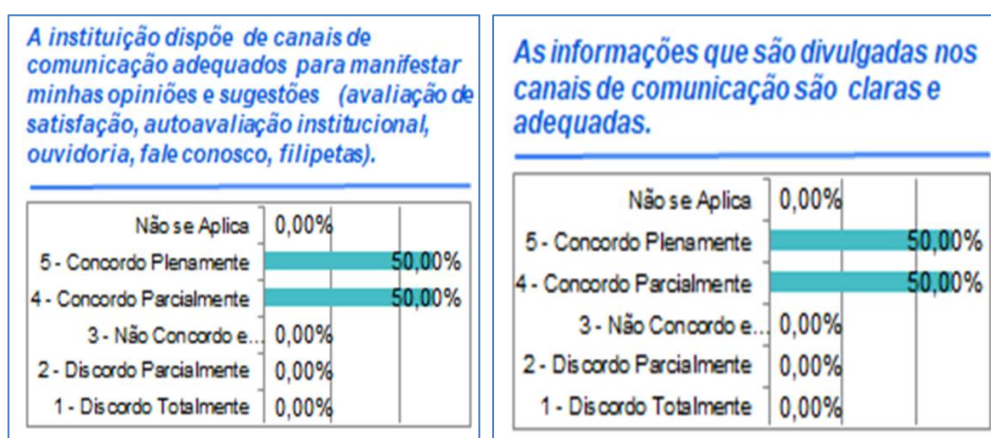 A instituição dispõe de canais de
comunicação adequados para manifestar
minhas opiniões e sugestões (avaliação de
satisfação, autoavaliação institucional,
ouvidoria, fale conosco, filipetas).
Não se Aplica 0,00%
5 - Concordo Plenamente 50,00%
4 - Concordo Parcialmente 50,00%
3 - Não Concordo e... 0,00%
2 - Discordo Parcialmente 0,00%
1 - Discordo Totalmente 0,00%
As informações que são divulgadas nos
canais de comunicação são claras e
adequadas.
Não se Aplica 0,00%
5 - Concordo Plenamente 50,00%
4 - Concordo Parcialmente 50,00%
3 - Não Concordo e... 0,00%
2 - Discordo Parcialmente 0,00%
1 - Discordo Totalmente 0,00%